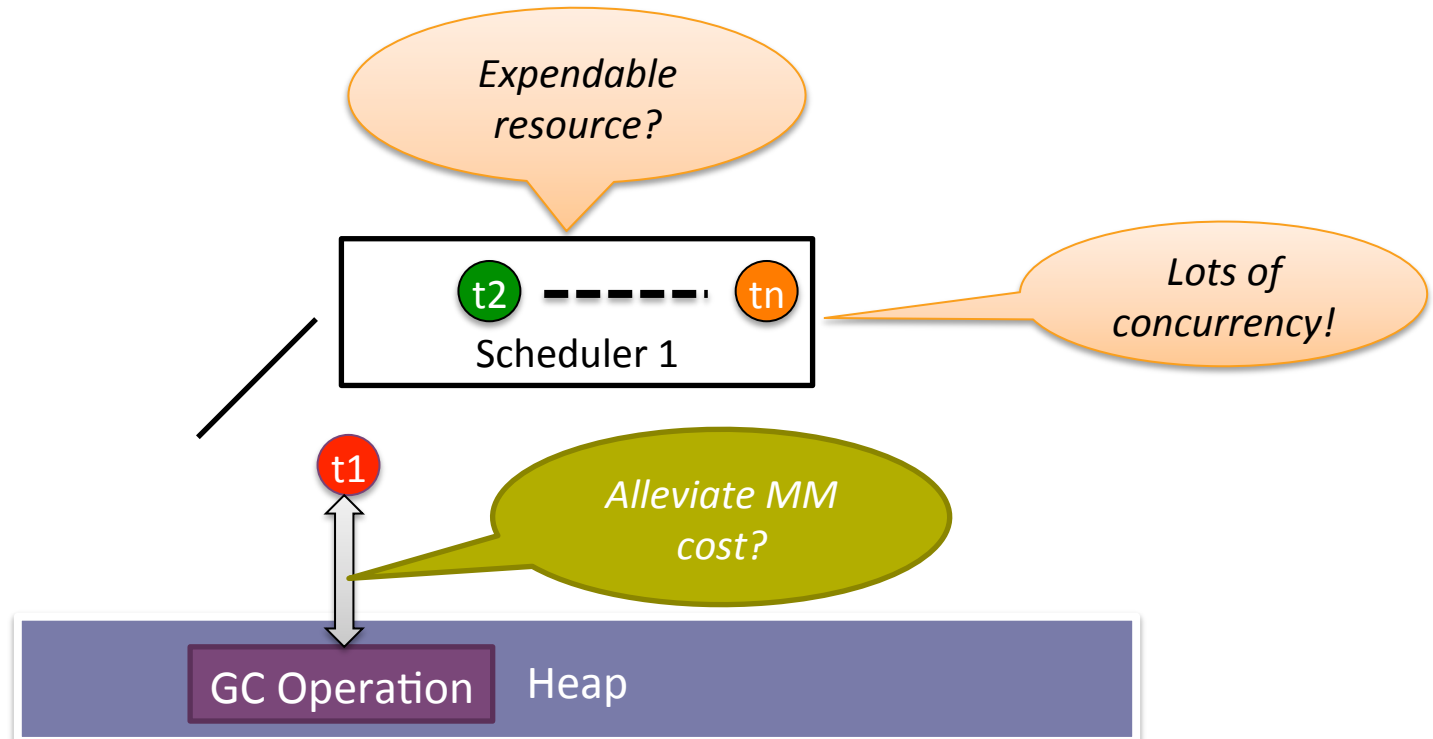 Expendable
resource?
Lots of
concurrency!
t2
tn
Scheduler 1
t1
Alleviate MM
cost?
GC Operation
Heap